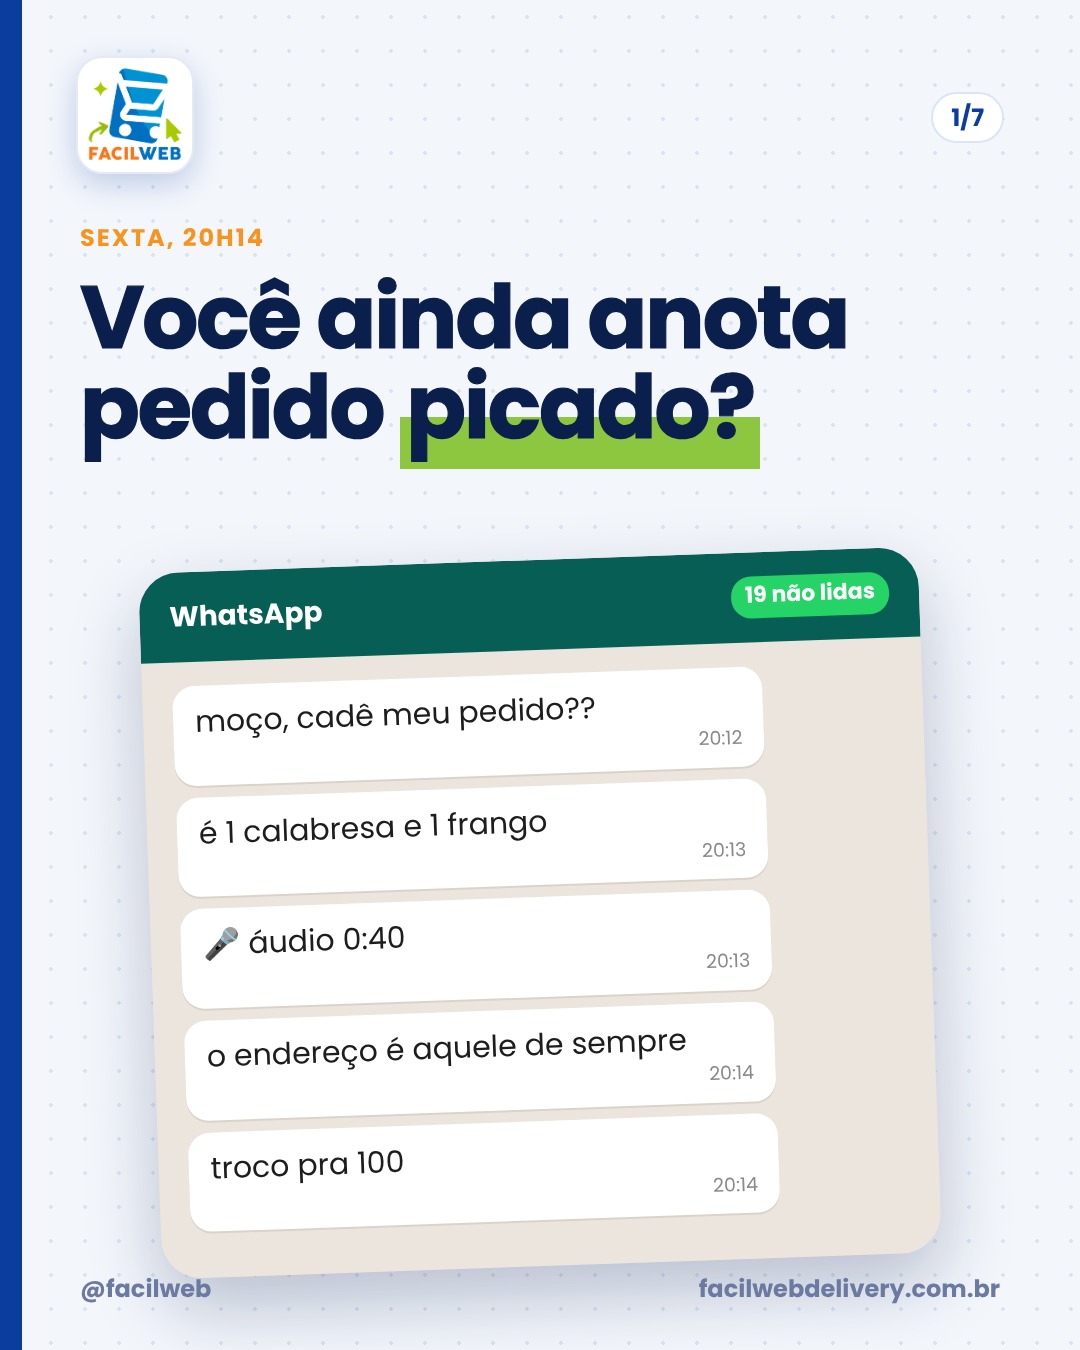 FACILWEB
1/7
SEXTA, 20H14
Você ainda anota
pedido picado?
WhatsApp
19 não lidas
moço, cadê meu pedido??
20:12
é 1 calabresa e 1 frango
20:13
🎤 áudio 0:40
20:13
o endereço é aquele de sempre
20:14
troco pra 100
20:14
@facilweb
facilwebdelivery.com.br